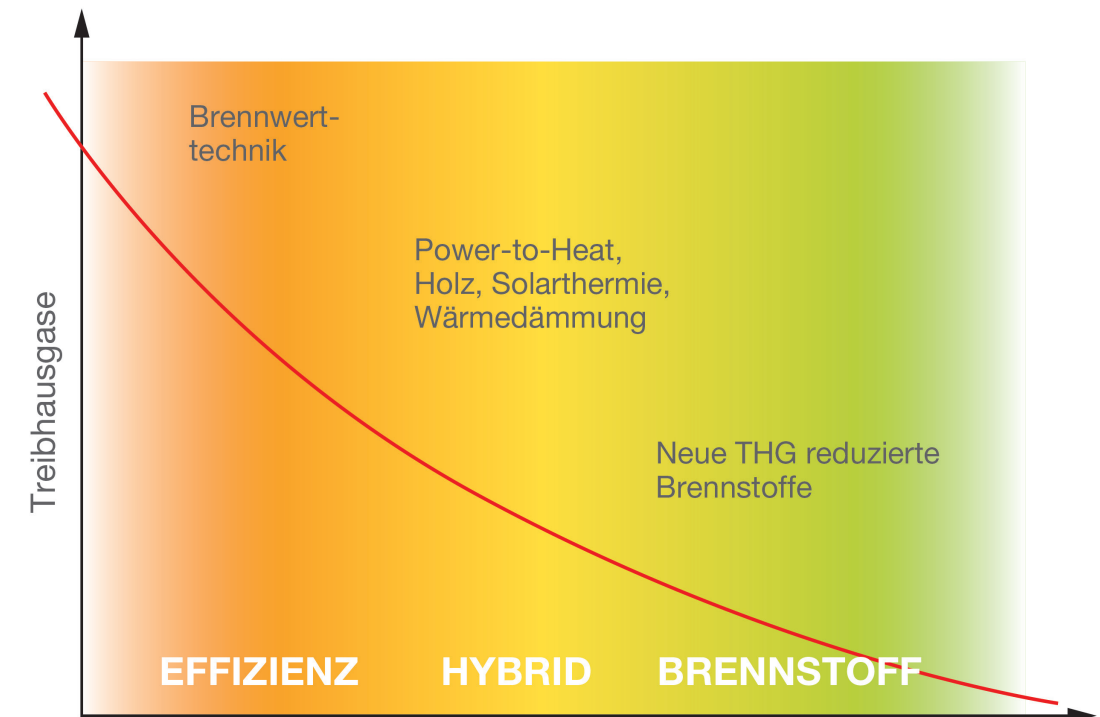 Brennwert-
technik
Power-to-Heat,
Holz, Solarthermie,
Wärmedämmung
Treibhausgase
Neue THG reduzierte
Brennstoffe
EFFIZIENZ HYBRID BRENNSTOFF